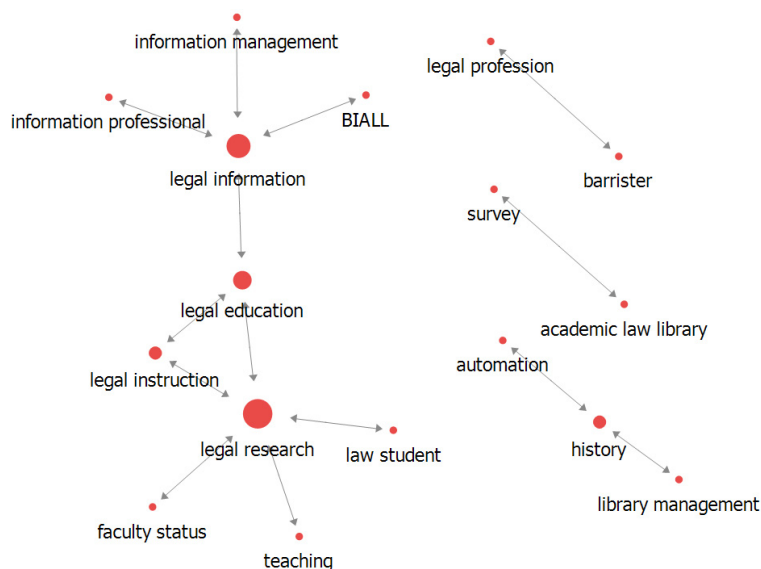 information management
legal profession
information professional
BIALL
legal information
barrister
survey
legal education
academic law library
automation
legal instruction
legal research
law student
history
library management
faculty status
teaching